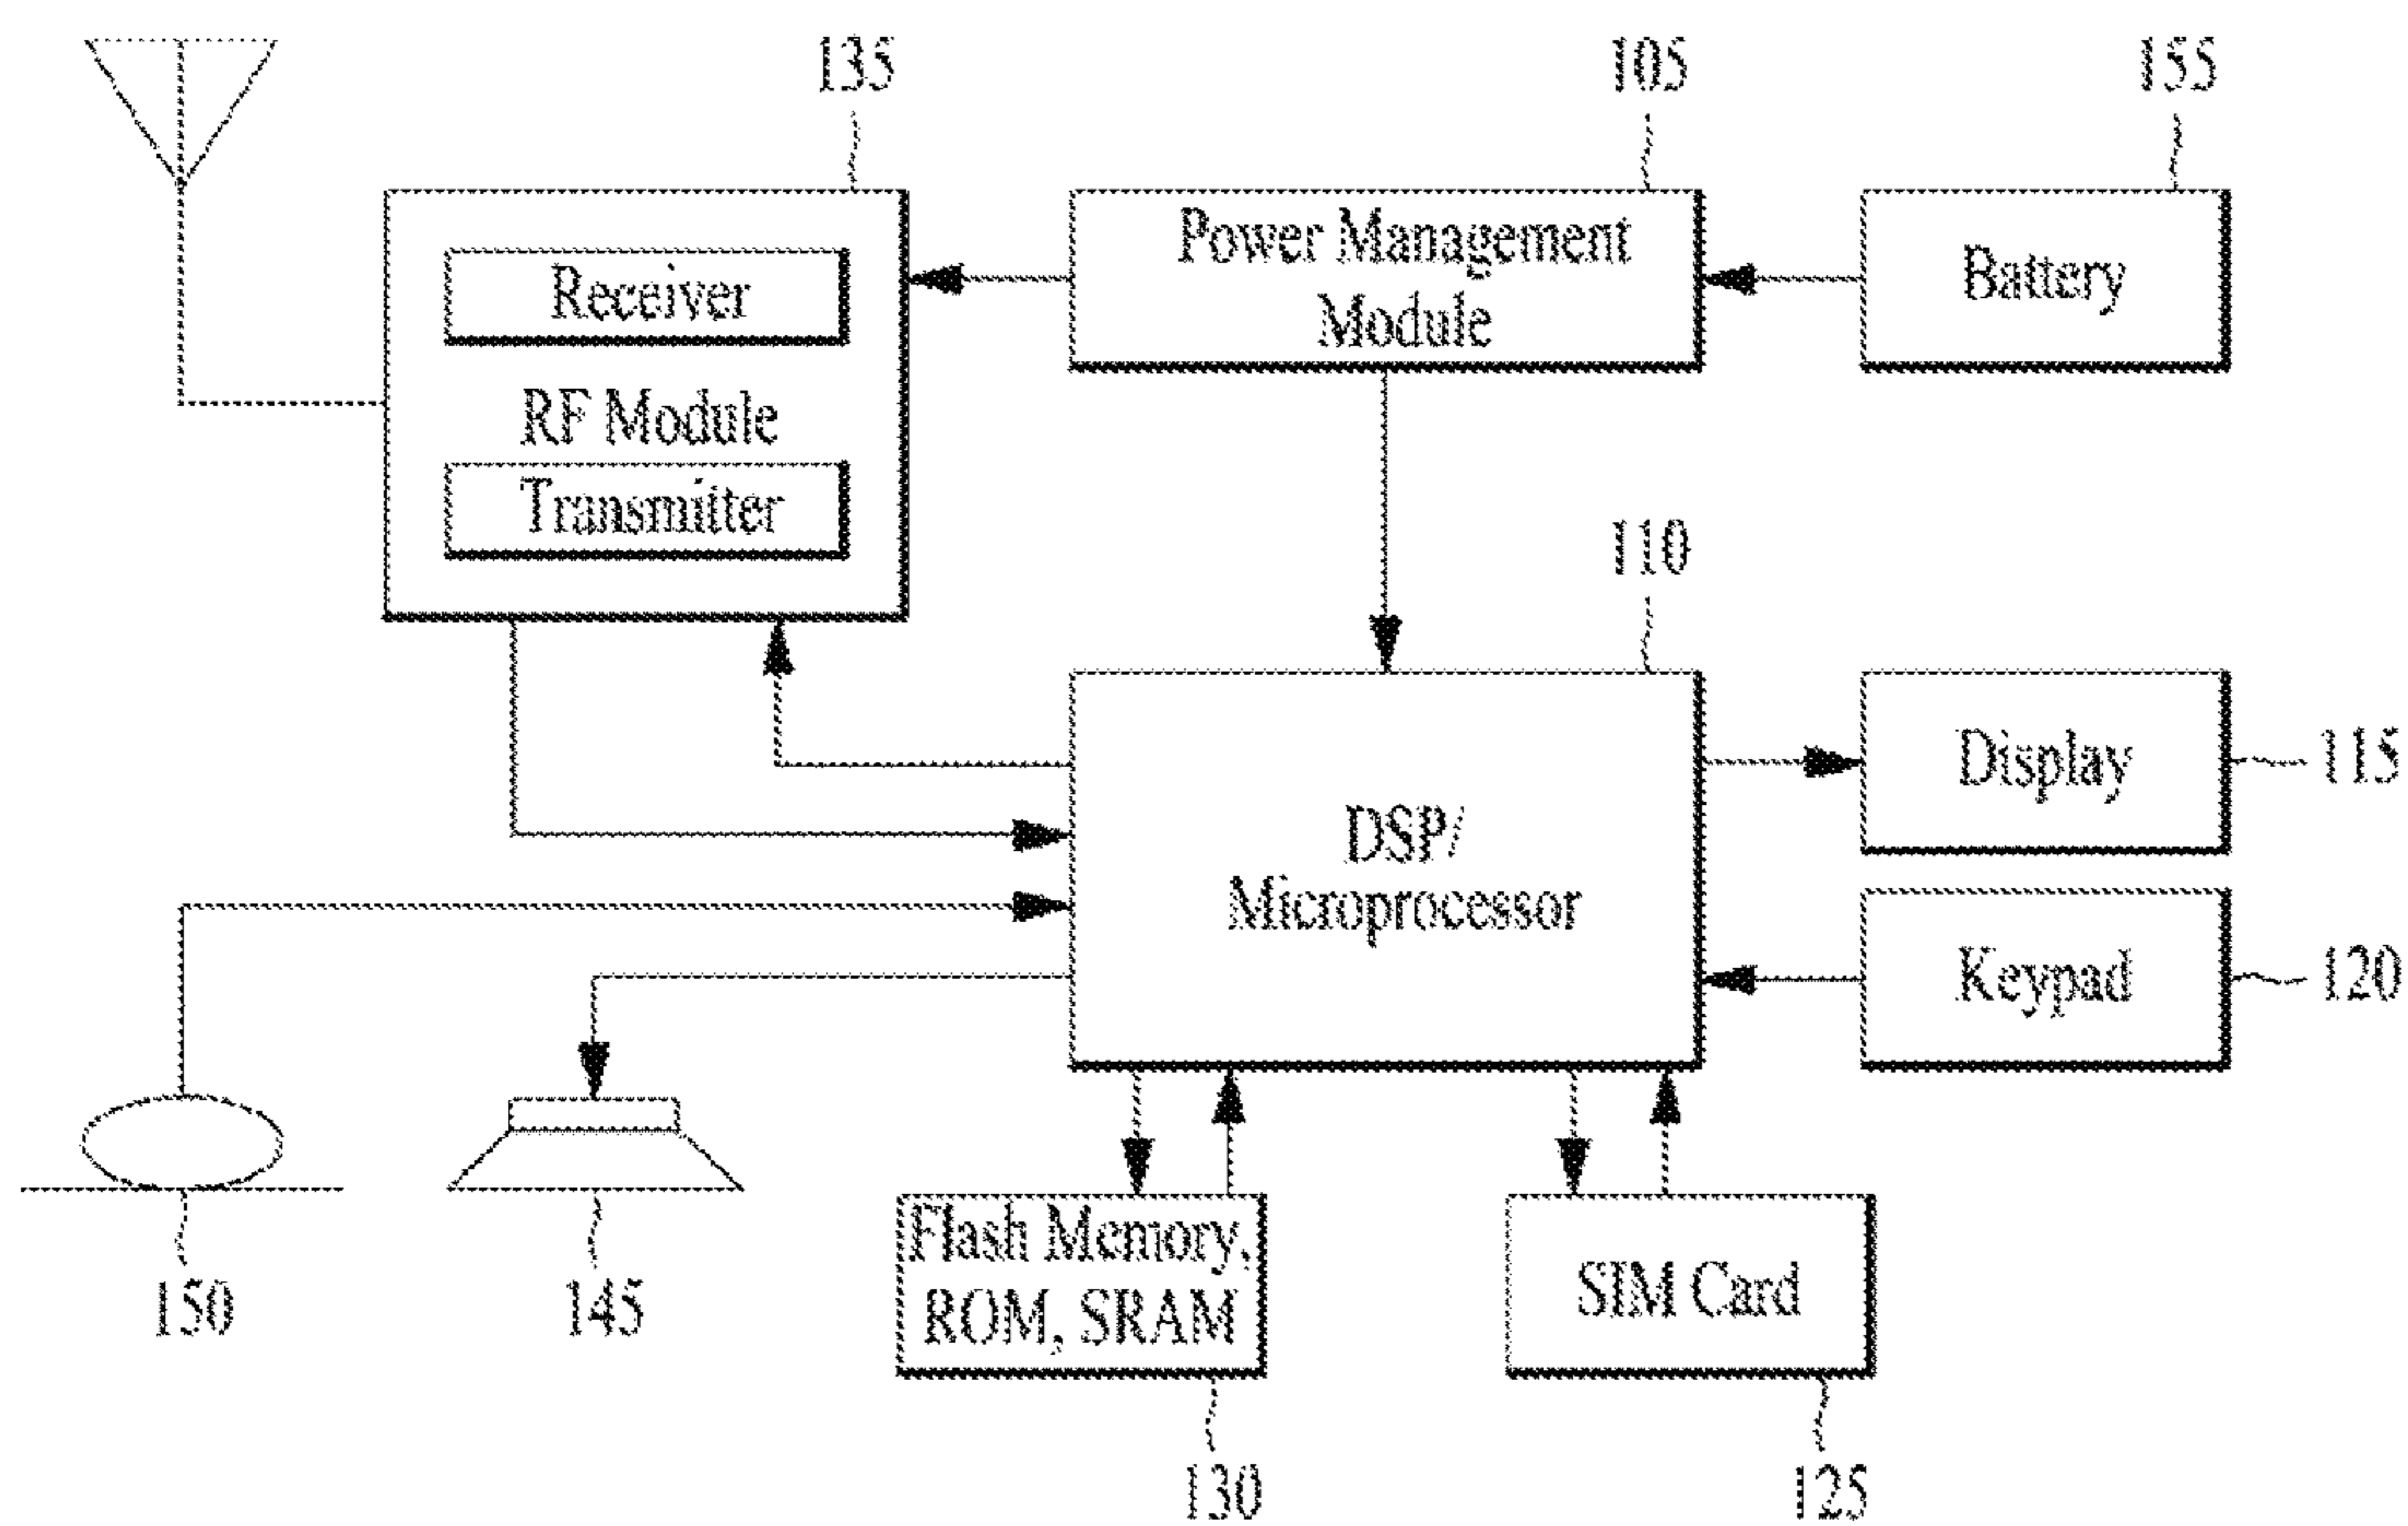 135
105
155
Receiver
RF Module
Transmitter
Power Management
Module
Battery
110
DSP/
Microprocessor
Display
115
Keypad
120
150
145
Flash Memory,
ROM, SRAM
SIM Card
130
125